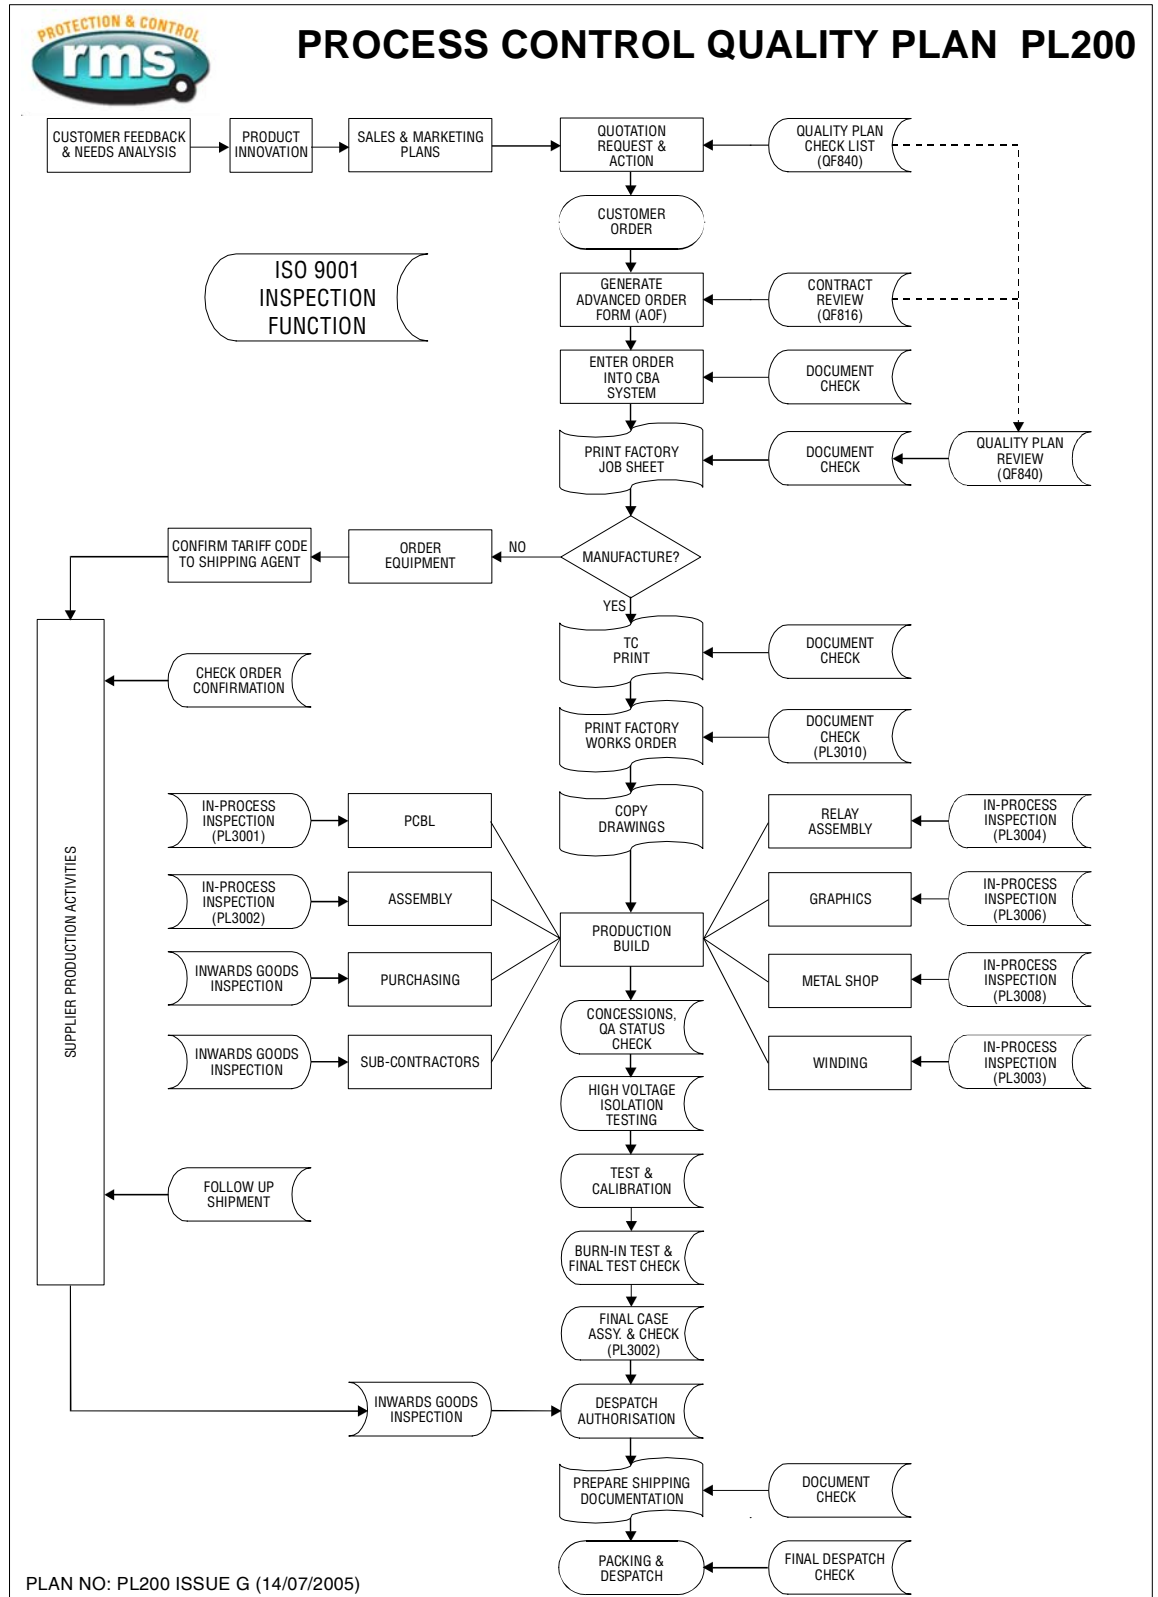 PROTECTION & CONTROL
rms
PROCESS CONTROL QUALITY PLAN PL200
CUSTOMER FEEDBACK
& NEEDS ANALYSIS
PRODUCT
INNOVATION
SALES & MARKETING
PLANS
QUOTATION
REQUEST &
ACTION
QUALITY PLAN
CHECK LIST
(QF840)
CUSTOMER
ORDER
ISO 9001
INSPECTION
FUNCTION
GENERATE
ADVANCED ORDER
FORM (AOF)
CONTRACT
REVIEW
(QF816)
ENTER ORDER
INTO CBA
SYSTEM
DOCUMENT
CHECK
PRINT FACTORY
JOB SHEET
DOCUMENT
CHECK
QUALITY PLAN
REVIEW
(QF840)
CONFIRM TARIFF CODE
TO SHIPPING AGENT
ORDER
EQUIPMENT
NO
MANUFACTURE?
YES
TC
PRINT
DOCUMENT
CHECK
CHECK ORDER
CONFIRMATION
PRINT FACTORY
WORKS ORDER
DOCUMENT
CHECK
(PL3010)
SUPPLIER PRODUCTION ACTIVITIES
IN-PROCESS
INSPECTION
(PL3001)
PCBL
COPY
DRAWINGS
RELAY
ASSEMBLY
IN-PROCESS
INSPECTION
(PL3004)
IN-PROCESS
INSPECTION
(PL3002)
ASSEMBLY
GRAPHICS
IN-PROCESS
INSPECTION
(PL3006)
PRODUCTION
BUILD
INWARDS GOODS
INSPECTION
PURCHASING
METAL SHOP
IN-PROCESS
INSPECTION
(PL3008)
CONCESSIONS,
QA STATUS
CHECK
INWARDS GOODS
INSPECTION
SUB-CONTRACTORS
WINDING
IN-PROCESS
INSPECTION
(PL3003)
HIGH VOLTAGE
ISOLATION
TESTING
FOLLOW UP
SHIPMENT
TEST &
CALIBRATION
BURN-IN TEST &
FINAL TEST CHECK
FINAL CASE
ASSY. & CHECK
(PL3002)
INWARDS GOODS
INSPECTION
DESPATCH
AUTHORISATION
PREPARE SHIPPING
DOCUMENTATION
DOCUMENT
CHECK
PACKING &
DESPATCH
FINAL DESPATCH
CHECK
PLAN NO: PL200 ISSUE G (14/07/2005)